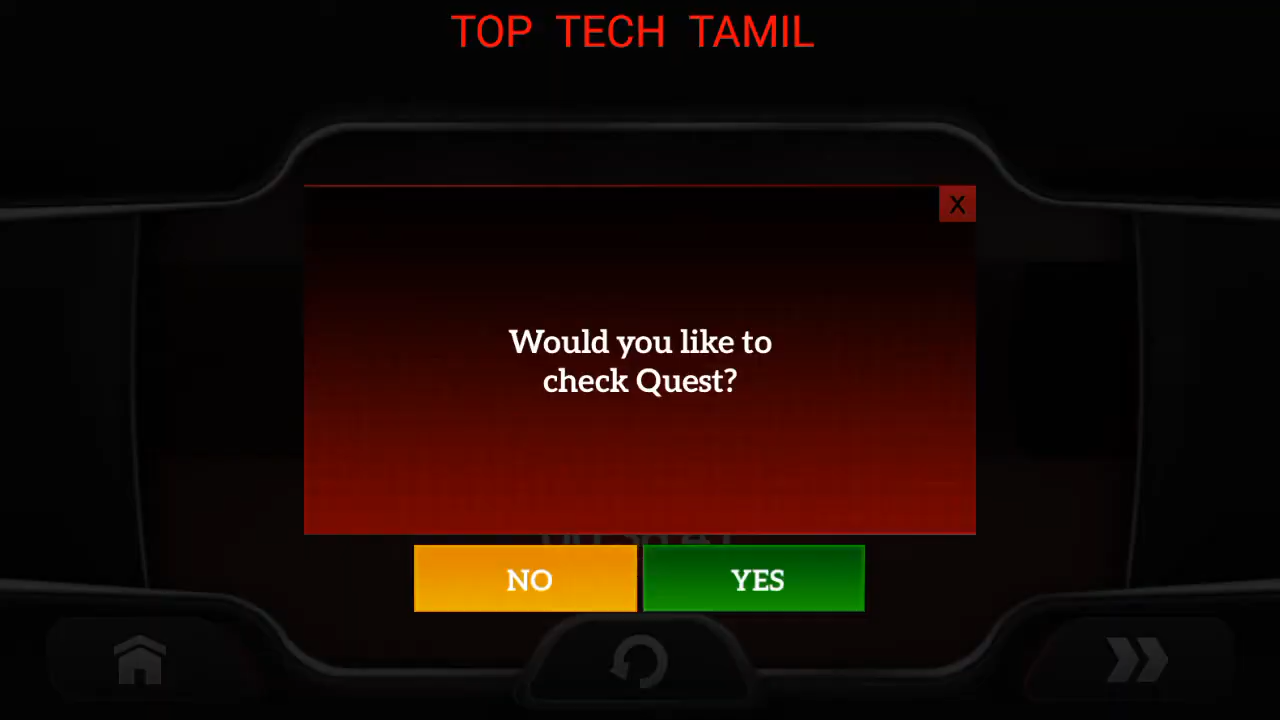 TOP TECH TAMIL
X
Would you like to
check Quest?
NO
YES